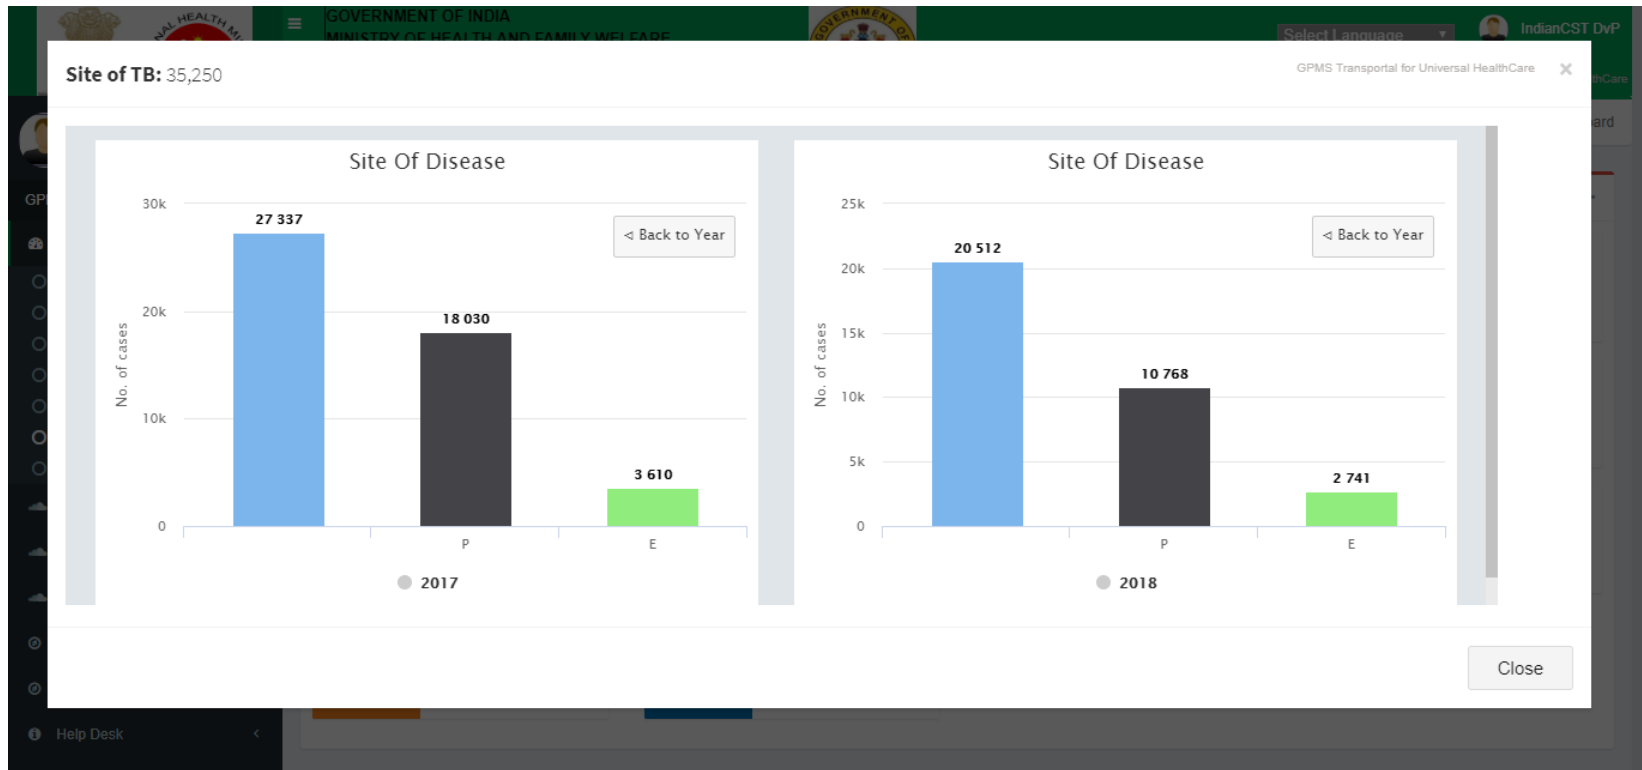 GOVERNMENT OF INDIA
MINISTRY OF HEALTH AND FAMILY WELFARE
Select Language
IndianCST DvP
Site of TB: 35,250
GPMS Transportal for Universal HealthCare
×
thCare
ard
GP
Site Of Disease
30k
20k
10k
0
No. of cases
27 337
18 030
3 610
◁ Back to Year
P
E
2017
Site Of Disease
25k
20k
15k
10k
5k
0
No. of cases
20 512
10 768
2 741
◁ Back to Year
P
E
2018
Close
Help Desk